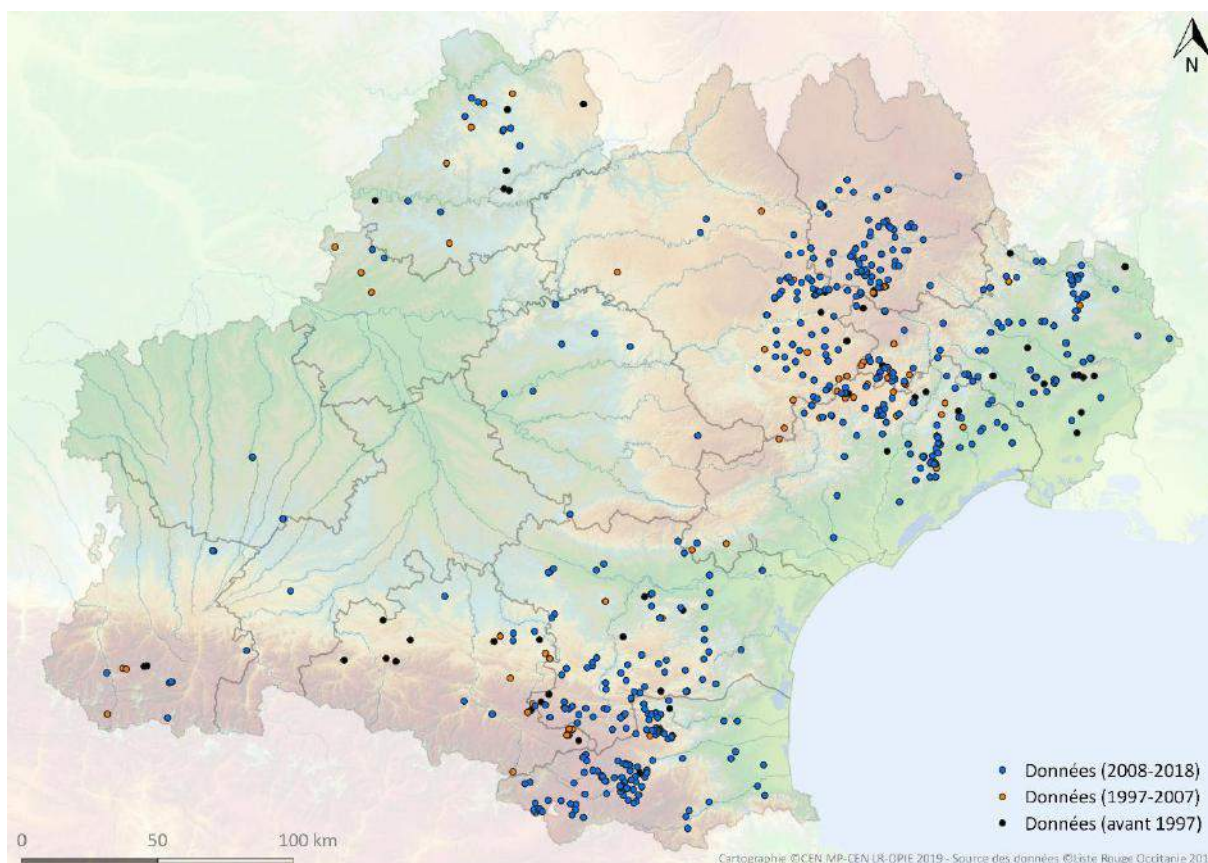 N
Données (2008-2018)
Données (1997-2007)
Données (avant 1997)
0 50 100 km
Cartographie ©CEN MP-CEN LR-OPIE 2019 - Source des données ©Liste Rouge Occitanie 201